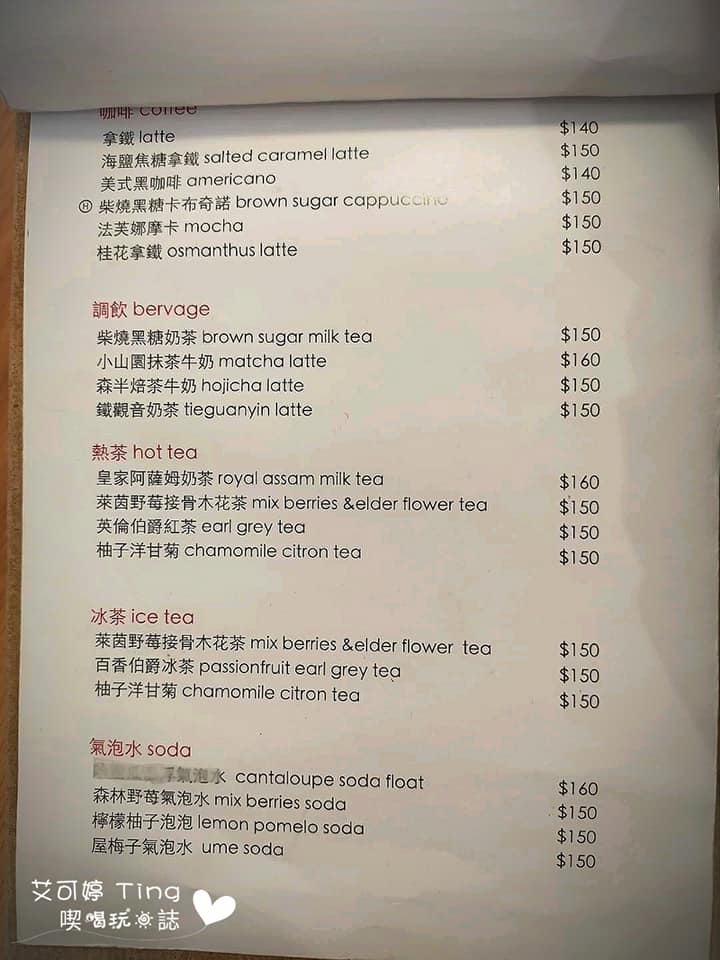 咖啡 coffee
拿鐵 latte $140
海鹽焦糖拿鐵 salted caramel latte $150
美式黑咖啡 americano $140
H 柴燒黑糖卡布奇諾 brown sugar cappuccino $150
法芙娜摩卡 mocha $150
桂花拿鐵 osmanthus latte $150
調飲 bervage
柴燒黑糖奶茶 brown sugar milk tea $150
小山園抹茶牛奶 matcha latte $160
森半焙茶牛奶 hojicha latte $150
鐵觀音奶茶 tieguanyin latte $150
熱茶 hot tea
皇家阿薩姆奶茶 royal assam milk tea $160
萊茵野莓接骨木花茶 mix berries &elder flower tea $150
英倫伯爵紅茶 earl grey tea $150
柚子洋甘菊 chamomile citron tea $150
冰茶 ice tea
萊茵野莓接骨木花茶 mix berries &elder flower tea $150
百香伯爵冰茶 passionfruit earl grey tea $150
柚子洋甘菊 chamomile citron tea $150
氣泡水 soda
浮氣泡水 cantaloupe soda float $160
森林野莓氣泡水 mix berries soda $150
檸檬柚子泡泡 lemon pomelo soda $150
屋梅子氣泡水 ume soda $150
艾可婷 Ting
喫喝玩誌